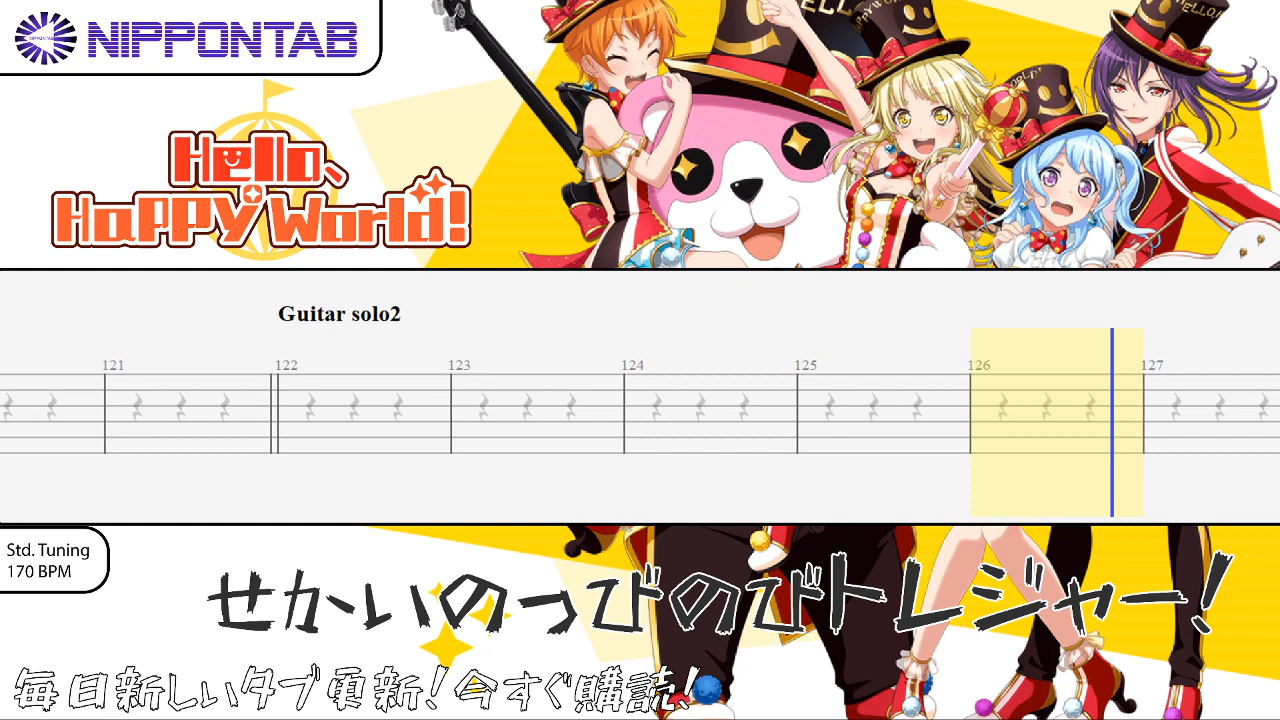 NIPPONTAB
Hello、
HaPPY World!
HELLO,
HELLO,
Guitar solo2
121
122
123
124
125
126
127
Std. Tuning
170 BPM
せかいのっびのびトレジャー!
毎日新しいタブ更新!今すぐ購読!